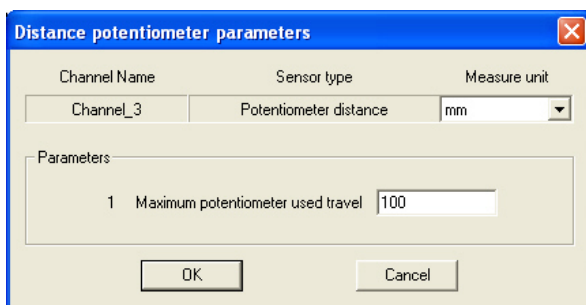 Distance potentiometer parameters
Channel Name Sensor type Measure unit
Channel_3 Potentiometer distance mm
Parameters
1 Maximum potentiometer used travel 100
OK Cancel